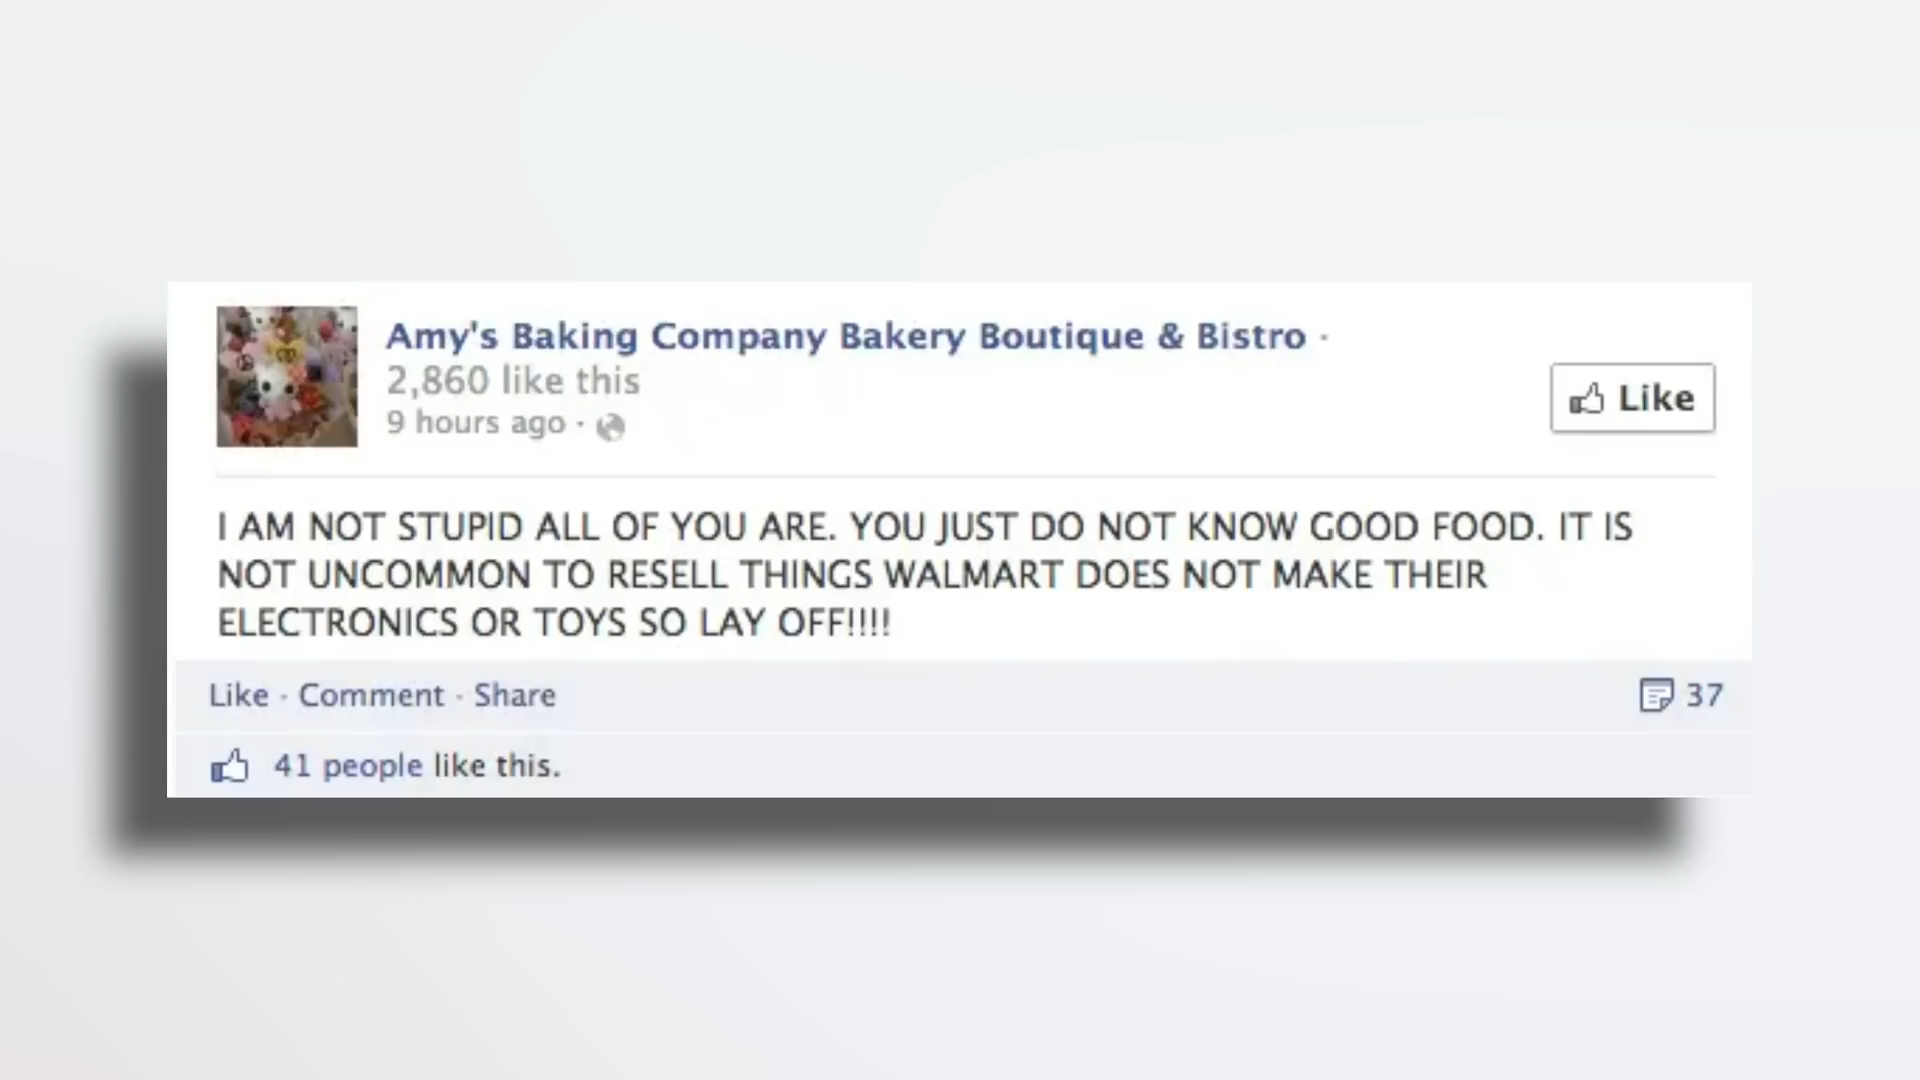 Amy's Baking Company Bakery Boutique & Bistro ·
2,860 like this
9 hours ago ·
Like
I AM NOT STUPID ALL OF YOU ARE. YOU JUST DO NOT KNOW GOOD FOOD. IT IS
NOT UNCOMMON TO RESELL THINGS WALMART DOES NOT MAKE THEIR
ELECTRONICS OR TOYS SO LAY OFF!!!!
Like · Comment · Share
37
41 people like this.